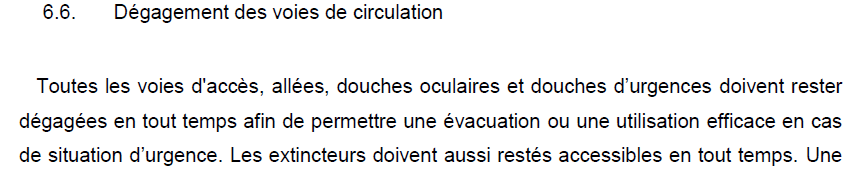 6.6. Dégagement des voies de circulation
Toutes les voies d'accès, allées, douches oculaires et douches d’urgences doivent rester
dégagées en tout temps afin de permettre une évacuation ou une utilisation efficace en cas
de situation d’urgence. Les extincteurs doivent aussi restés accessibles en tout temps. Une